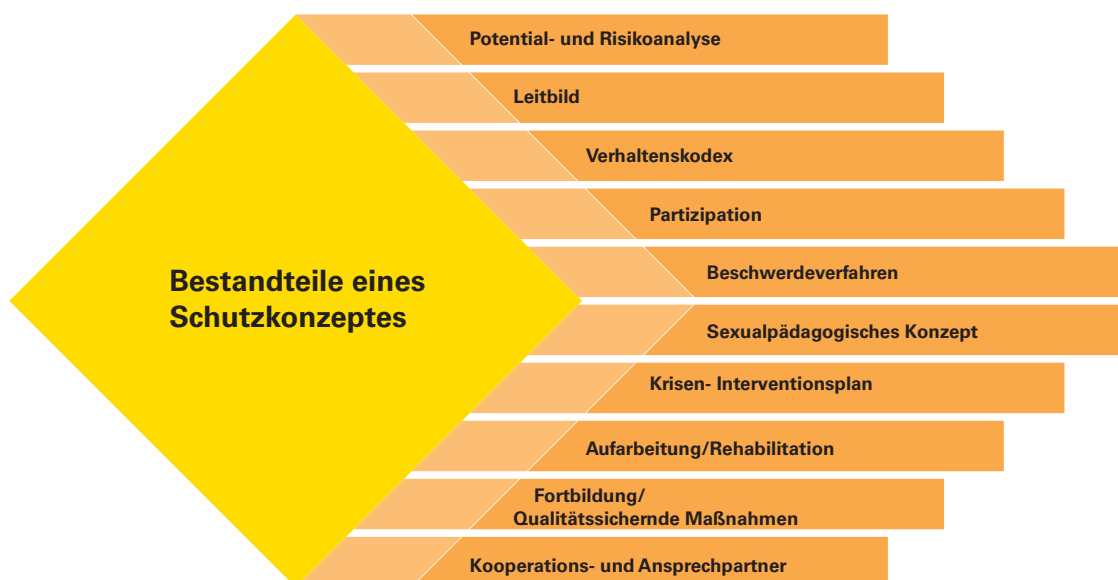 Bestandteile eines
Schutzkonzeptes
Potential- und Risikoanalyse
Leitbild
Verhaltenskodex
Partizipation
Beschwerdeverfahren
Sexualpädagogisches Konzept
Krisen- Interventionsplan
Aufarbeitung/Rehabilitation
Fortbildung/
Qualitätssichernde Maßnahmen
Kooperations- und Ansprechpartner